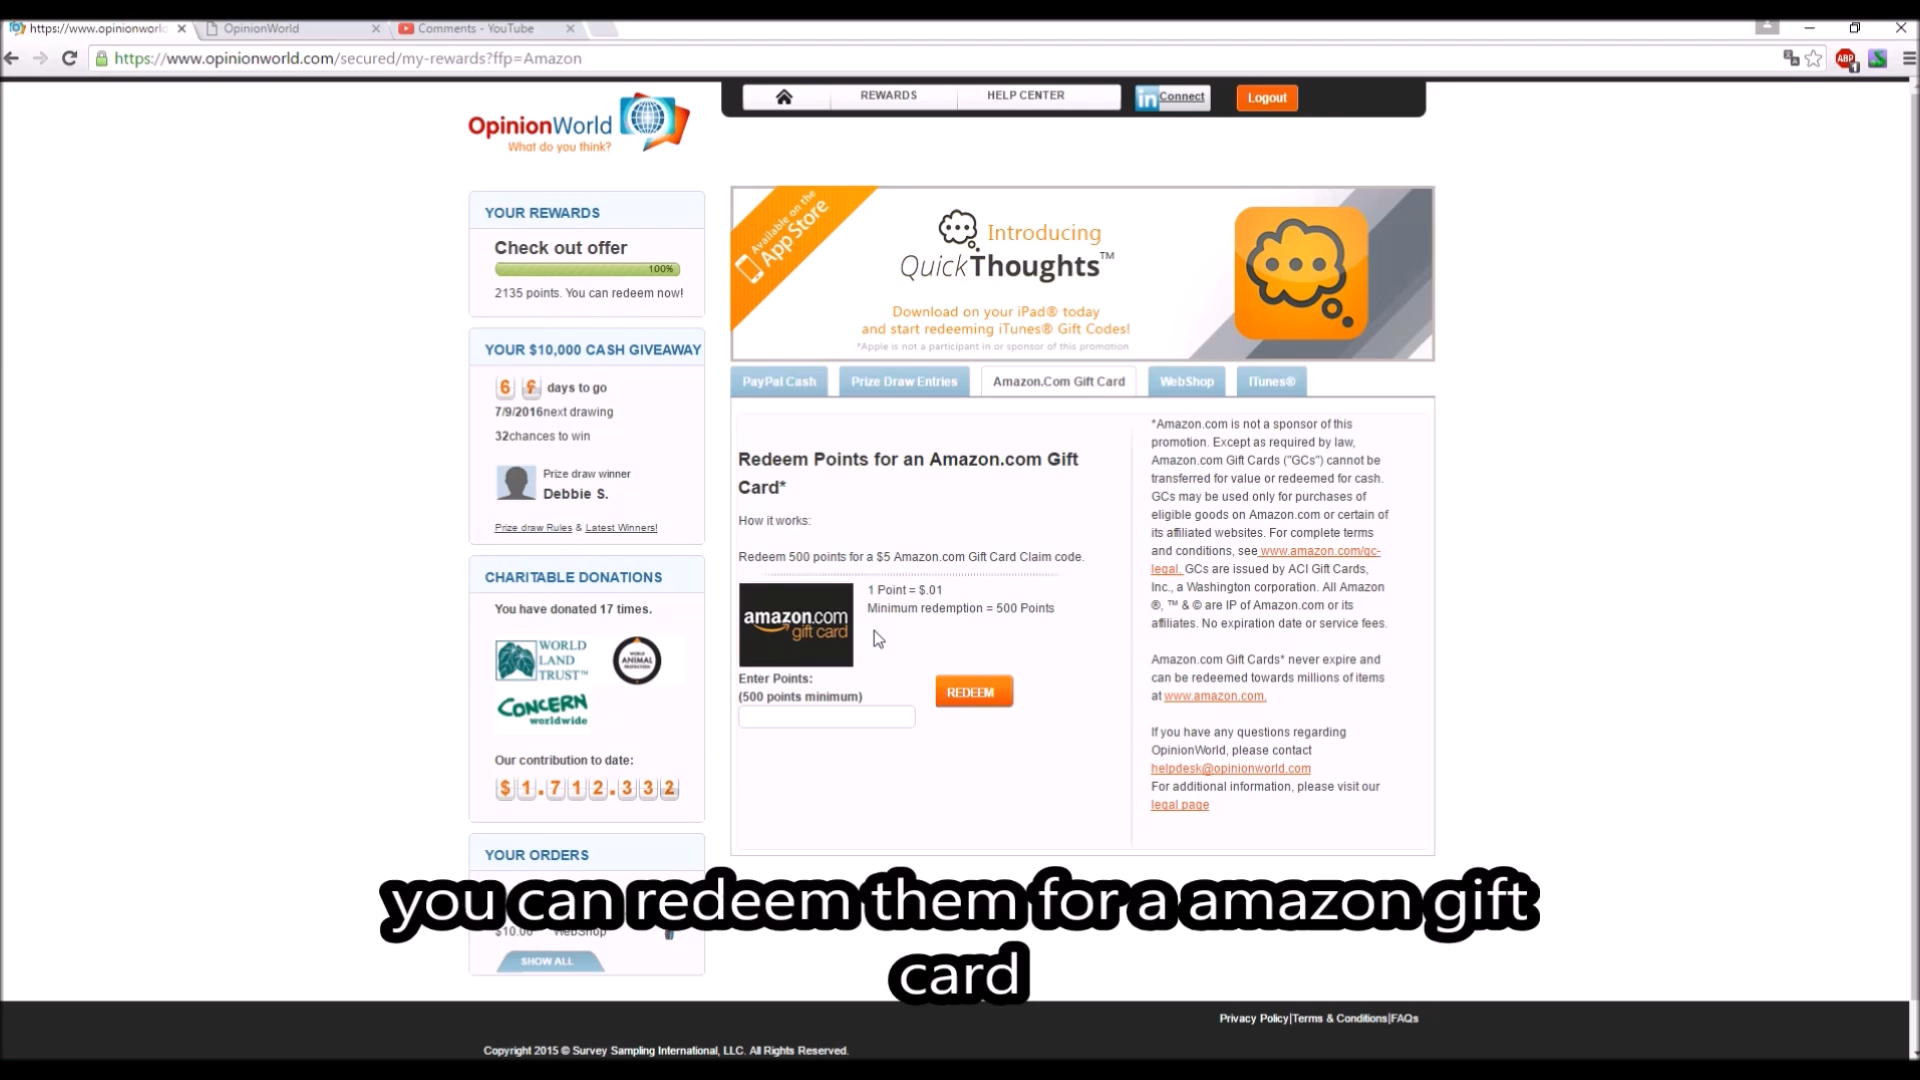 https://www.opinionworld
OpinionWorld
Comments - YouTube
https://www.opinionworld.com/secured/my-rewards?ffp=Amazon
ABP
1
REWARDS
HELP CENTER
in Connect
Logout
OpinionWorld
What do you think?
YOUR REWARDS
Check out offer
100%
2135 points. You can redeem now!
YOUR $10,000 CASH GIVEAWAY
6
days to go
7/9/2016next drawing
32chances to win
Prize draw winner
Debbie S.
Prize draw Rules & Latest Winners!
CHARITABLE DONATIONS
You have donated 17 times.
WORLD
LAND
TRUST™
WORLD
ANIMAL
PROTECTION
CONCERN
worldwide
Our contribution to date:
$1.712.332
YOUR ORDERS
$10.00 WebShop
SHOW ALL
Available on the
App Store
Introducing
QuickThoughts™
Download on your iPad® today
and start redeeming iTunes® Gift Codes!
*Apple is not a participant in or sponsor of this promotion
PayPal Cash
Prize Draw Entries
Amazon.Com Gift Card
WebShop
ITunes®
Redeem Points for an Amazon.com Gift
Card*
How it works:
Redeem 500 points for a $5 Amazon.com Gift Card Claim code.
amazon.com
gift card
1 Point = $.01
Minimum redemption = 500 Points
Enter Points:
(500 points minimum)
REDEEM
*Amazon.com is not a sponsor of this
promotion. Except as required by law,
Amazon.com Gift Cards ("GCs") cannot be
transferred for value or redeemed for cash.
GCs may be used only for purchases of
eligible goods on Amazon.com or certain of
its affiliated websites. For complete terms
and conditions, see www.amazon.com/gc-
legal. GCs are issued by ACI Gift Cards,
Inc., a Washington corporation. All Amazon
®, ™ & © are IP of Amazon.com or its
affiliates. No expiration date or service fees.
Amazon.com Gift Cards* never expire and
can be redeemed towards millions of items
at www.amazon.com.
If you have any questions regarding
OpinionWorld, please contact
helpdesk@opinionworld.com
For additional information, please visit our
legal page
you can redeem them for a amazon gift
card
Privacy Policy|Terms & Conditions|FAQs
Copyright 2015 © Survey Sampling International, LLC. All Rights Reserved.